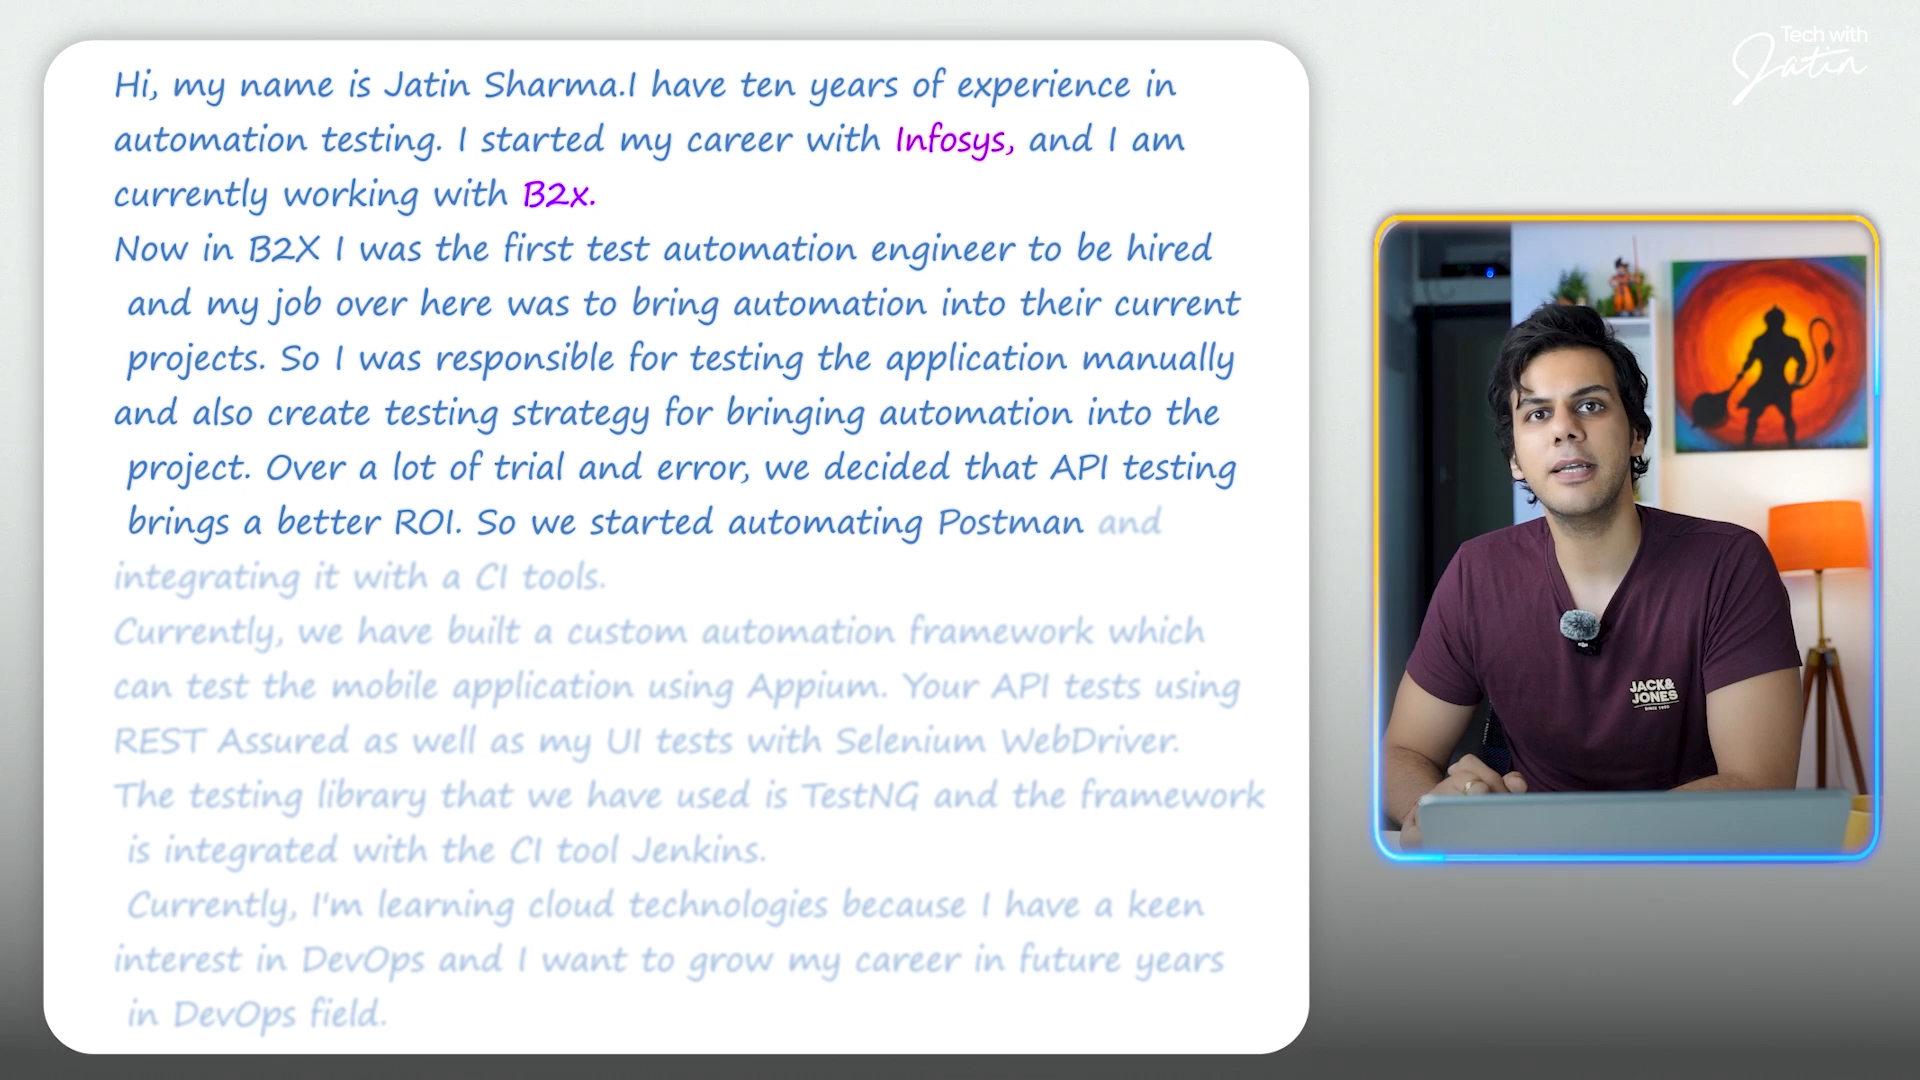 Tech with
Jatin
Hi, my name is Jatin Sharma.I have ten years of experience in
automation testing. I started my career with Infosys, and I am
currently working with B2x.
Now in B2X I was the first test automation engineer to be hired
and my job over here was to bring automation into their current
projects. So I was responsible for testing the application manually
and also create testing strategy for bringing automation into the
project. Over a lot of trial and error, we decided that API testing
brings a better ROI. So we started automating Postman and
integrating it with a CI tools.
Currently, we have built a custom automation framework which
can test the mobile application using Appium. Your API tests using
REST Assured as well as my UI tests with Selenium WebDriver.
The testing library that we have used is TestNG and the framework
is integrated with the CI tool Jenkins.
Currently, I'm learning cloud technologies because I have a keen
interest in DevOps and I want to grow my career in future years
in DevOps field.
JACK&
JONES
SINCE 1990